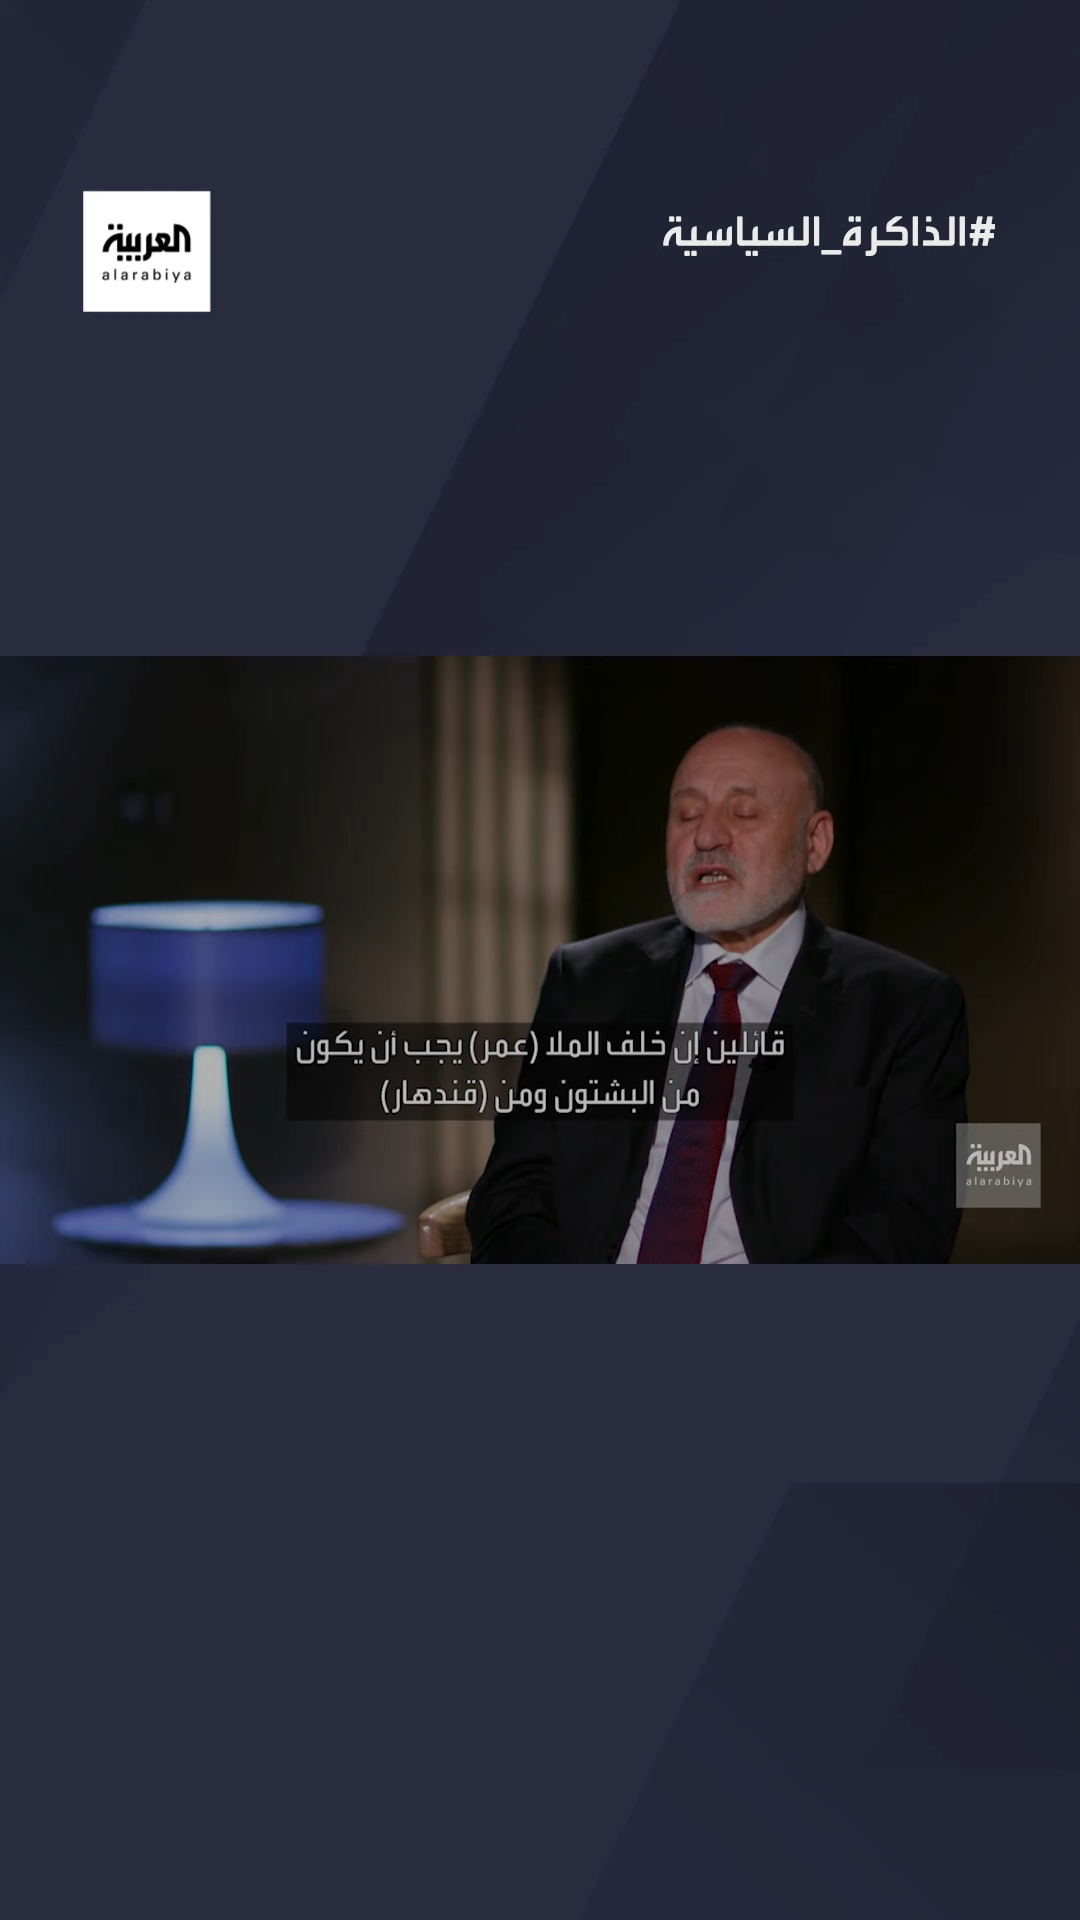 #الذاكرة_السياسية
العربية
alarabiya
قائلين إن خلف الملا (عمر) يجب أن يكون
من البشتون ومن (قندهار)
العربية
alarabiya